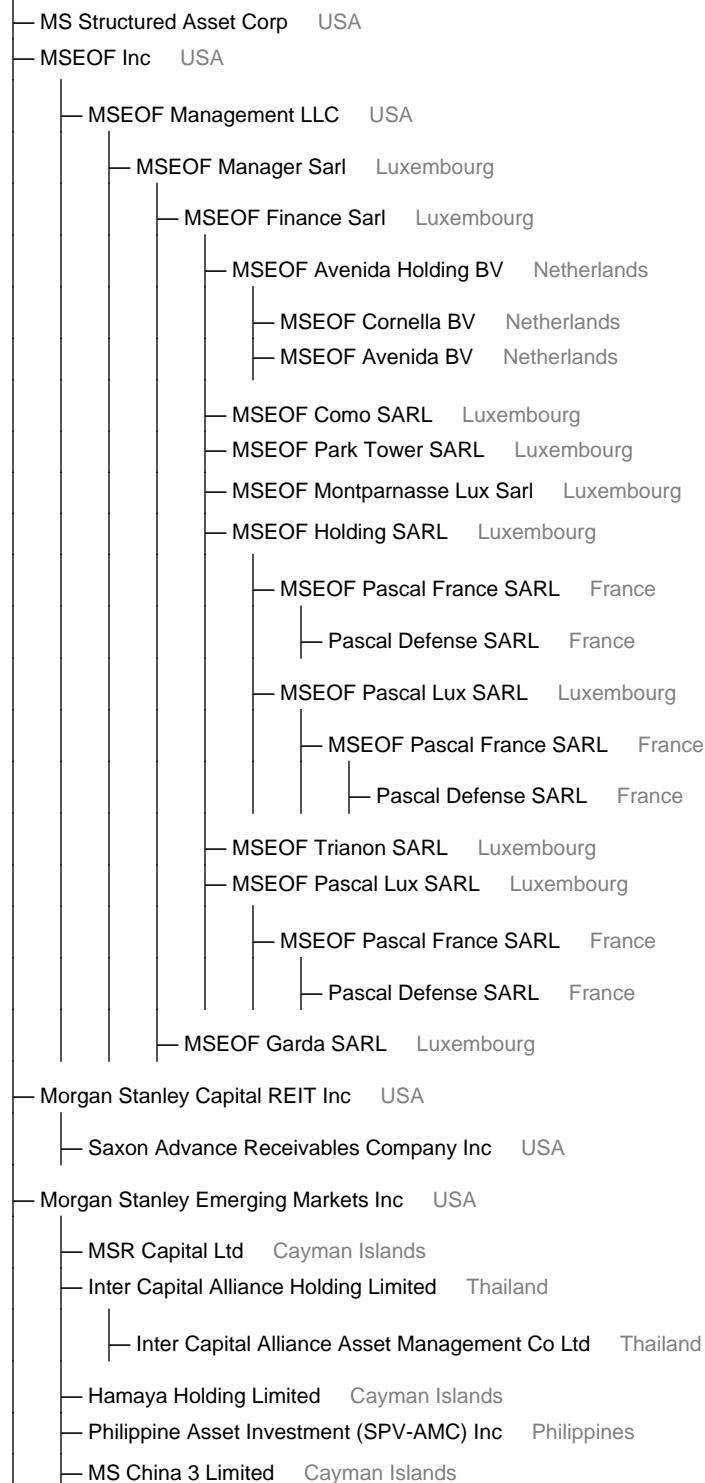 MS Structured Asset Corp USA
MSEOF Inc USA
MSEOF Management LLC USA
MSEOF Manager Sarl Luxembourg
MSEOF Finance Sarl Luxembourg
MSEOF Avenida Holding BV Netherlands
MSEOF Cornella BV Netherlands
MSEOF Avenida BV Netherlands
MSEOF Como SARL Luxembourg
MSEOF Park Tower SARL Luxembourg
MSEOF Montparnasse Lux Sarl Luxembourg
MSEOF Holding SARL Luxembourg
MSEOF Pascal France SARL France
Pascal Defense SARL France
MSEOF Pascal Lux SARL Luxembourg
MSEOF Pascal France SARL France
Pascal Defense SARL France
MSEOF Trianon SARL Luxembourg
MSEOF Pascal Lux SARL Luxembourg
MSEOF Pascal France SARL France
Pascal Defense SARL France
MSEOF Garda SARL Luxembourg
Morgan Stanley Capital REIT Inc USA
Saxon Advance Receivables Company Inc USA
Morgan Stanley Emerging Markets Inc USA
MSR Capital Ltd Cayman Islands
Inter Capital Alliance Holding Limited Thailand
Inter Capital Alliance Asset Management Co Ltd Thailand
Hamaya Holding Limited Cayman Islands
Philippine Asset Investment (SPV-AMC) Inc Philippines
MS China 3 Limited Cayman Islands